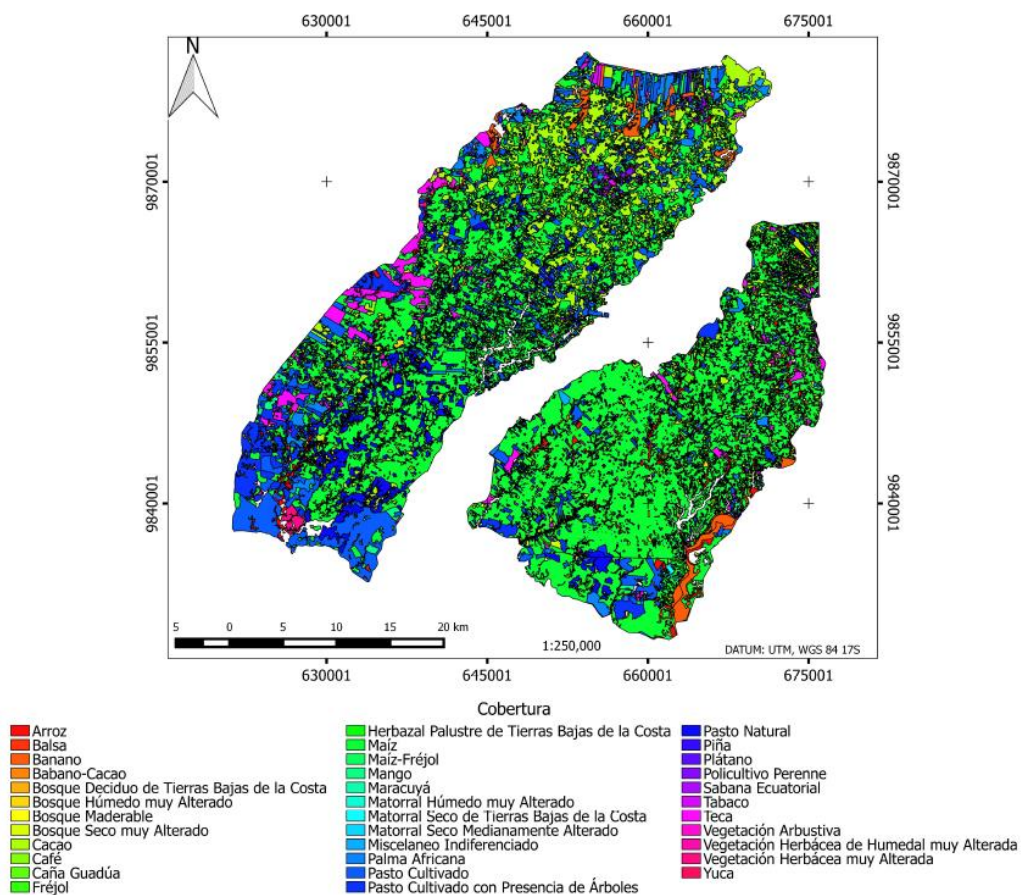 630001 645001 660001 675001
N
9870001 9870001
9855001 9855001
9840001 9840001
5 0 5 10 15 20 km
1:250,000
DATUM: UTM, WGS 84 17S
630001 645001 660001 675001
Cobertura
Arroz
Balsa
Banano
Babano-Cacao
Bosque Deciduo de Tierras Bajas de la Costa
Bosque Húmedo muy Alterado
Bosque Maderable
Bosque Seco muy Alterado
Cacao
Café
Caña Guadúa
Fréjol
Herbazal Palustre de Tierras Bajas de la Costa
Maíz
Maíz-Fréjol
Mango
Maracuyá
Matorral Húmedo muy Alterado
Matorral Seco de Tierras Bajas de la Costa
Matorral Seco Medianamente Alterado
Miscelaneo Indiferenciado
Palma Africana
Pasto Cultivado
Pasto Cultivado con Presencia de Árboles
Pasto Natural
Piña
Plátano
Policultivo Perenne
Sabana Ecuatorial
Tabaco
Teca
Vegetación Arbustiva
Vegetación Herbácea de Humedal muy Alterada
Vegetación Herbácea muy Alterada
Yuca